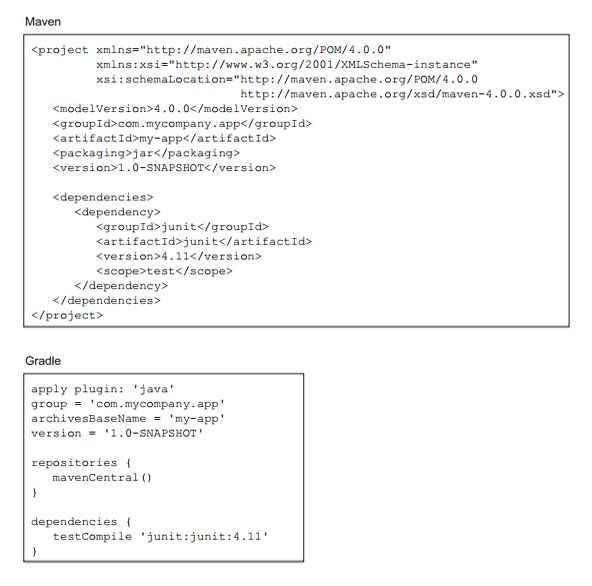 Maven
<project xmlns="http://maven.apache.org/POM/4.0.0"
         xmlns:xsi="http://www.w3.org/2001/XMLSchema-instance"
         xsi:schemaLocation="http://maven.apache.org/POM/4.0.0
                             http://maven.apache.org/xsd/maven-4.0.0.xsd">
   <modelVersion>4.0.0</modelVersion>
   <groupId>com.mycompany.app</groupId>
   <artifactId>my-app</artifactId>
   <packaging>jar</packaging>
   <version>1.0-SNAPSHOT</version>

   <dependencies>
      <dependency>
         <groupId>junit</groupId>
         <artifactId>junit</artifactId>
         <version>4.11</version>
         <scope>test</scope>
      </dependency>
   </dependencies>
</project>
Gradle
apply plugin: 'java'
group = 'com.mycompany.app'
archivesBaseName = 'my-app'
version = '1.0-SNAPSHOT'

repositories {
   mavenCentral()
}

dependencies {
   testCompile 'junit:junit:4.11'
}